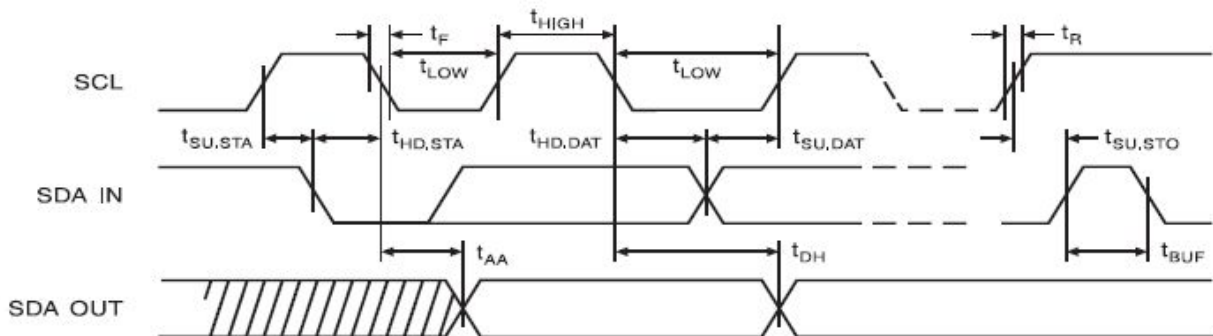 tF tHIGH tR
SCL tLOW tLOW
tSU.STA tHD,STA tHD.DAT tSU,DAT tSU,STO
SDA IN
tAA tDH tBUF
SDA OUT